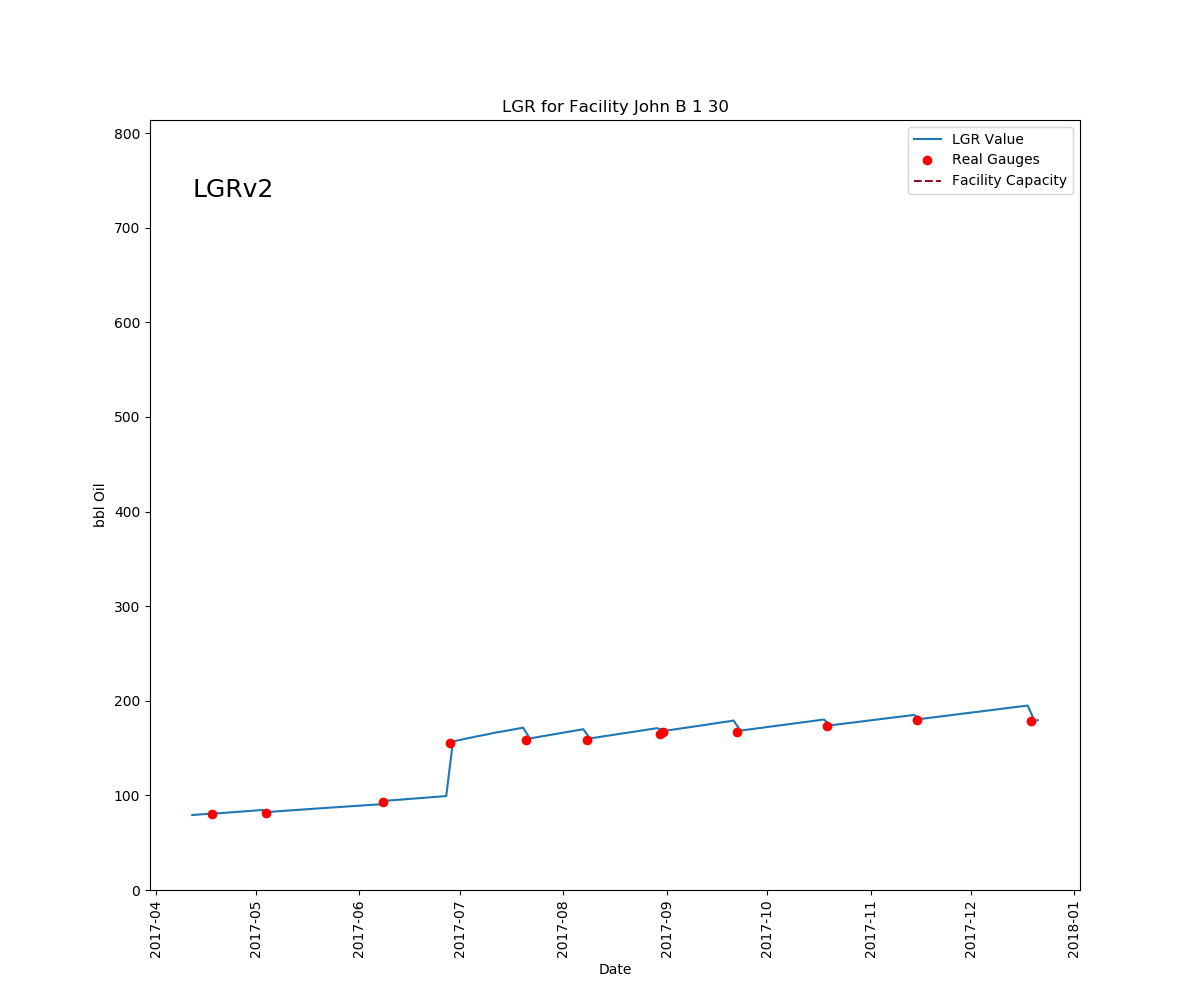 LGR for Facility John B 1 30
LGRv2
LGR Value
Real Gauges
Facility Capacity
800
700
600
500
400
300
200
100
0
bbl Oil
2017-04
2017-05
2017-06
2017-07
2017-08
2017-09
2017-10
2017-11
2017-12
2018-01
Date